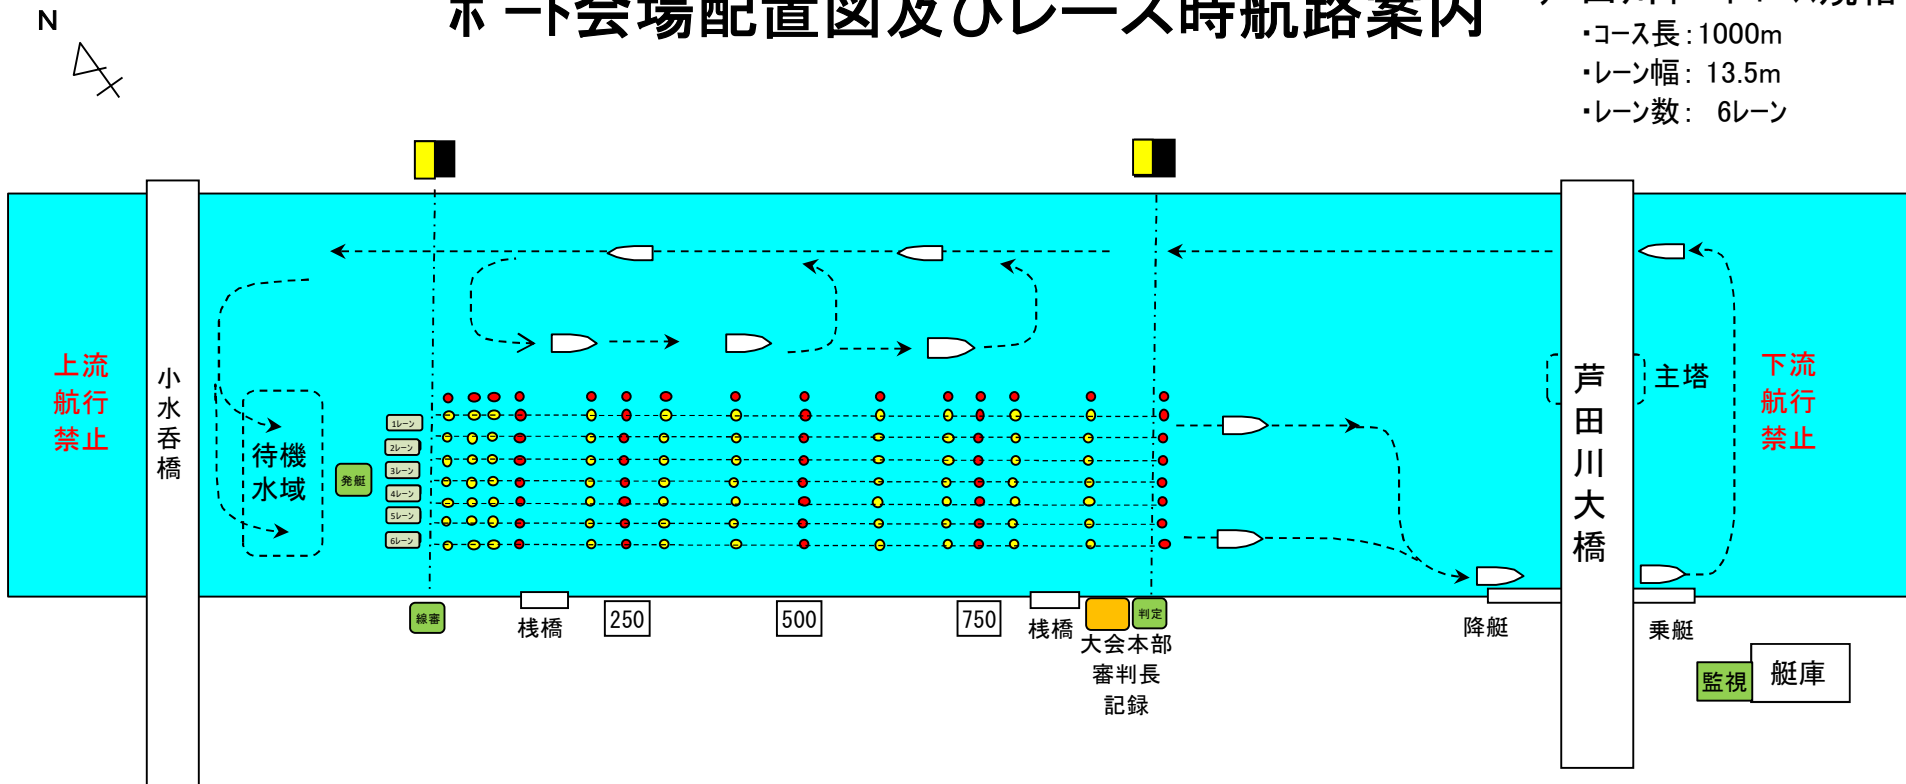 N
ボート会場配置図及びレース時航路案内
・コース長:1000m
・レーン幅: 13.5m
・レーン数: 6レーン
上流
航行
禁止
小水呑橋
待機
水域
発艇
1レーン
2レーン
3レーン
4レーン
5レーン
6レーン
芦田川大橋
主塔
下流
航行
禁止
線審
桟橋
250
500
750
桟橋
判定
大会本部
審判長
記録
降艇
乗艇
監視
艇庫